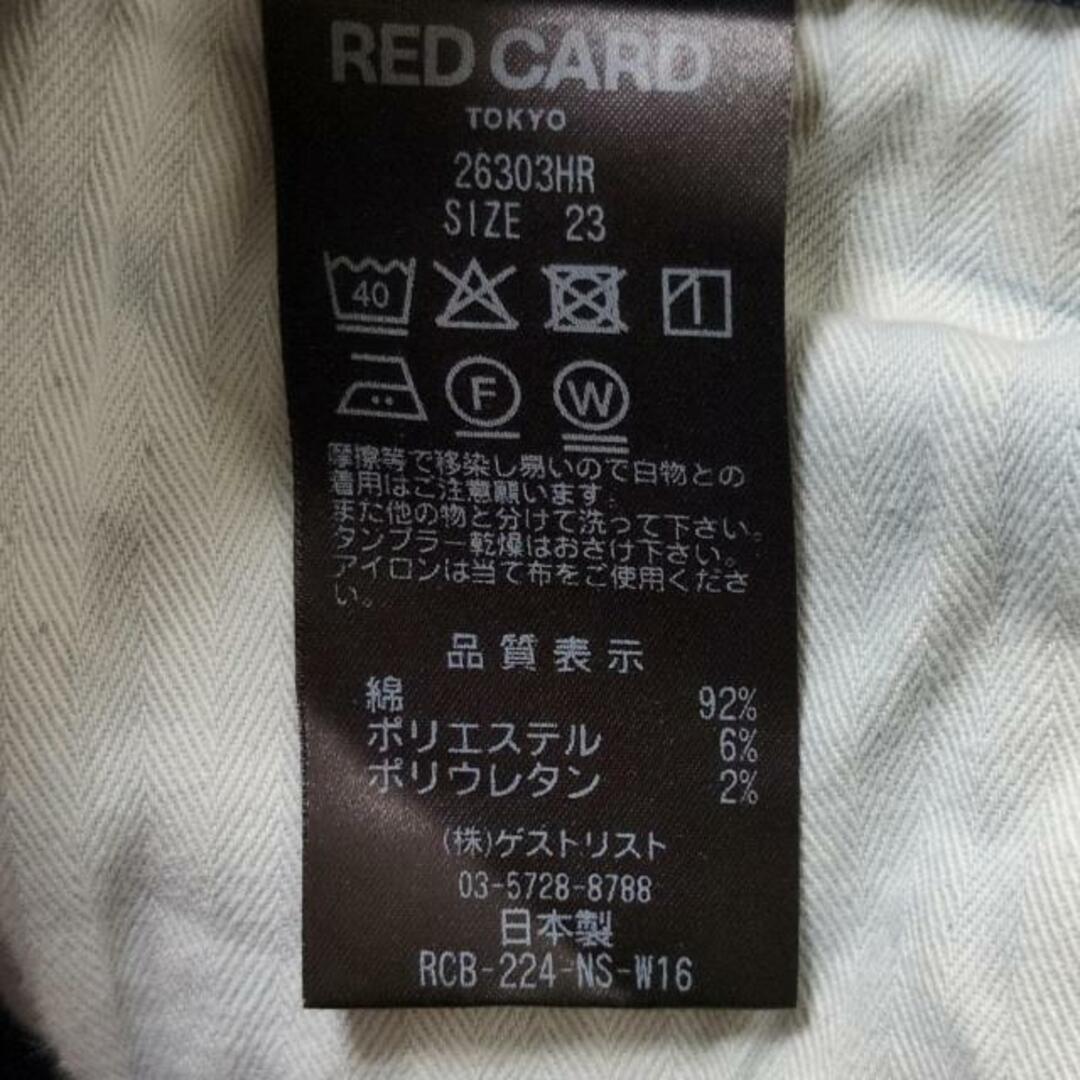 RED CARD
TOKYO
26303HR
SIZE 23
40
F W
摩擦等で移染し易いので白物との
着用はご注意願います。
また他の物と分けて洗って下さい。
タンブラー乾燥はおさけ下さい。
アイロンは当て布をご使用くださ
い。
品質表示
綿 92%
ポリエステル 6%
ポリウレタン 2%
(株)ゲストリスト
03-5728-8788
日本製
RCB-224-NS-W16